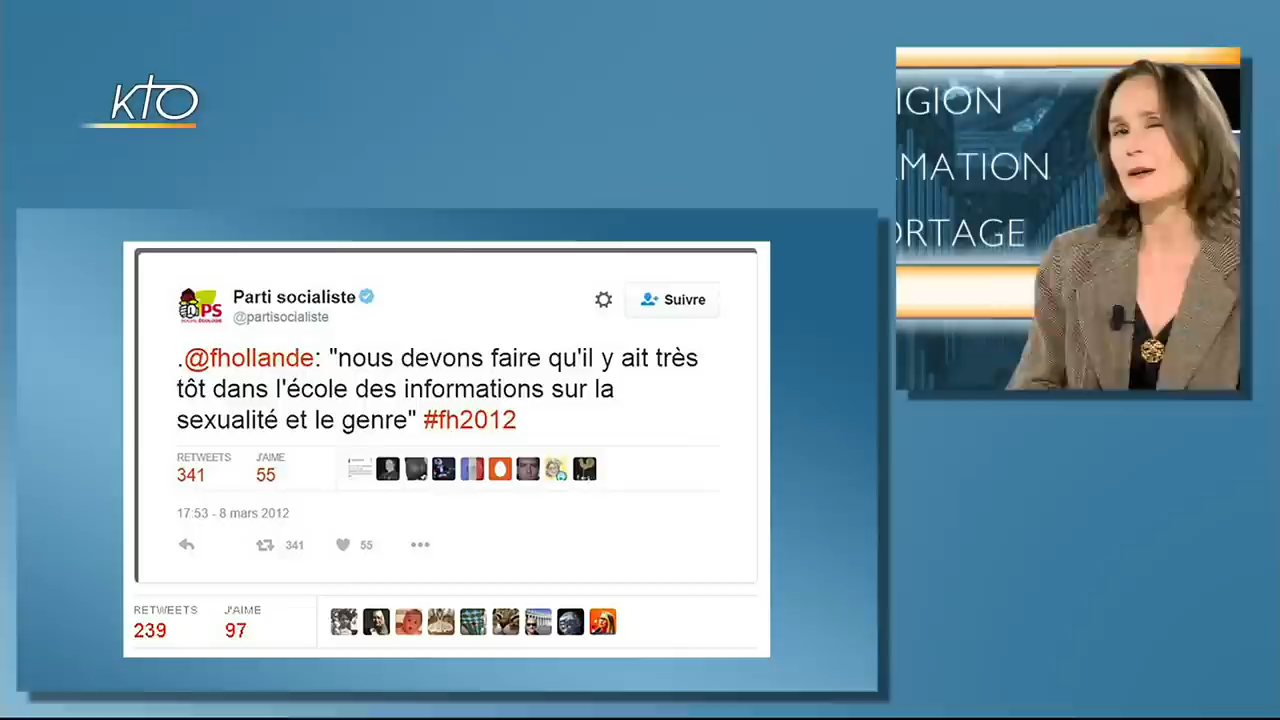 KTO
IGION
MATION
ORTAGE
PS
Parti socialiste
@partisocialiste
Suivre
.@fhollande: "nous devons faire qu'il y ait très
tôt dans l'école des informations sur la
sexualité et le genre" #fh2012
RETWEETS J'AIME
341 55
17:53 - 8 mars 2012
341 55
RETWEETS J'AIME
239 97